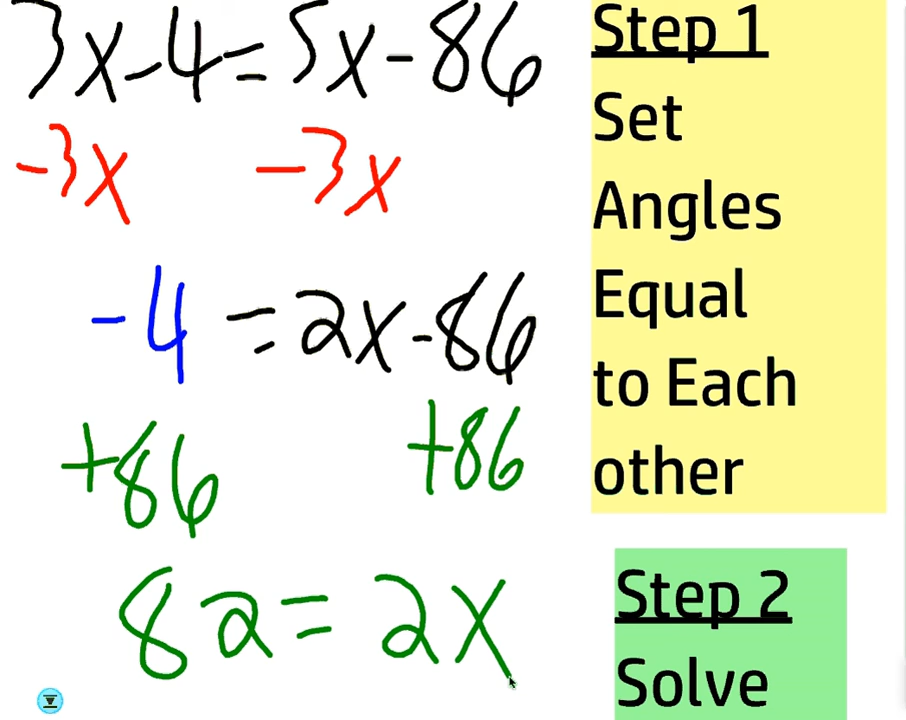 3x-4=5x-86
-3x -3x
-4 =2x-86
+86 +86
82=2x
Step 1
Set
Angles
Equal
to Each
other
Step 2
Solve